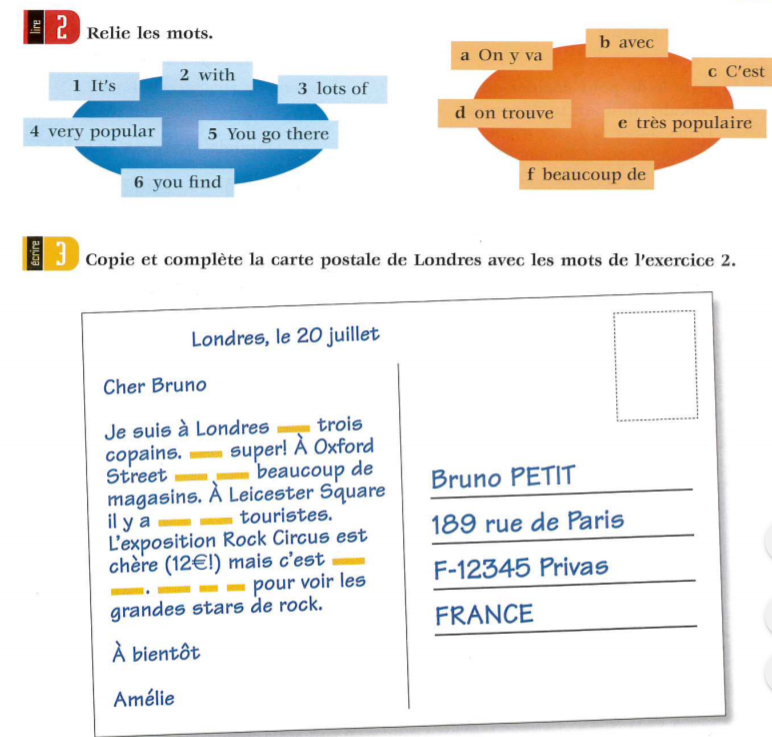 lire 2 Relie les mots.
1 It's
2 with
3 lots of
4 very popular
5 You go there
6 you find
a On y va
b avec
c C'est
d on trouve
e très populaire
f beaucoup de
écrire 3 Copie et complète la carte postale de Londres avec les mots de l'exercice 2.
Londres, le 20 juillet
Cher Bruno
Je suis à Londres ▬ trois
copains. ▬ super! À Oxford
Street ▬ ▬ beaucoup de
magasins. À Leicester Square
il y a ▬ ▬ touristes.
L'exposition Rock Circus est
chère (12€!) mais c'est ▬
▬. ▬ ▬ ▬ pour voir les
grandes stars de rock.
À bientôt
Amélie
Bruno PETIT
189 rue de Paris
F-12345 Privas
FRANCE